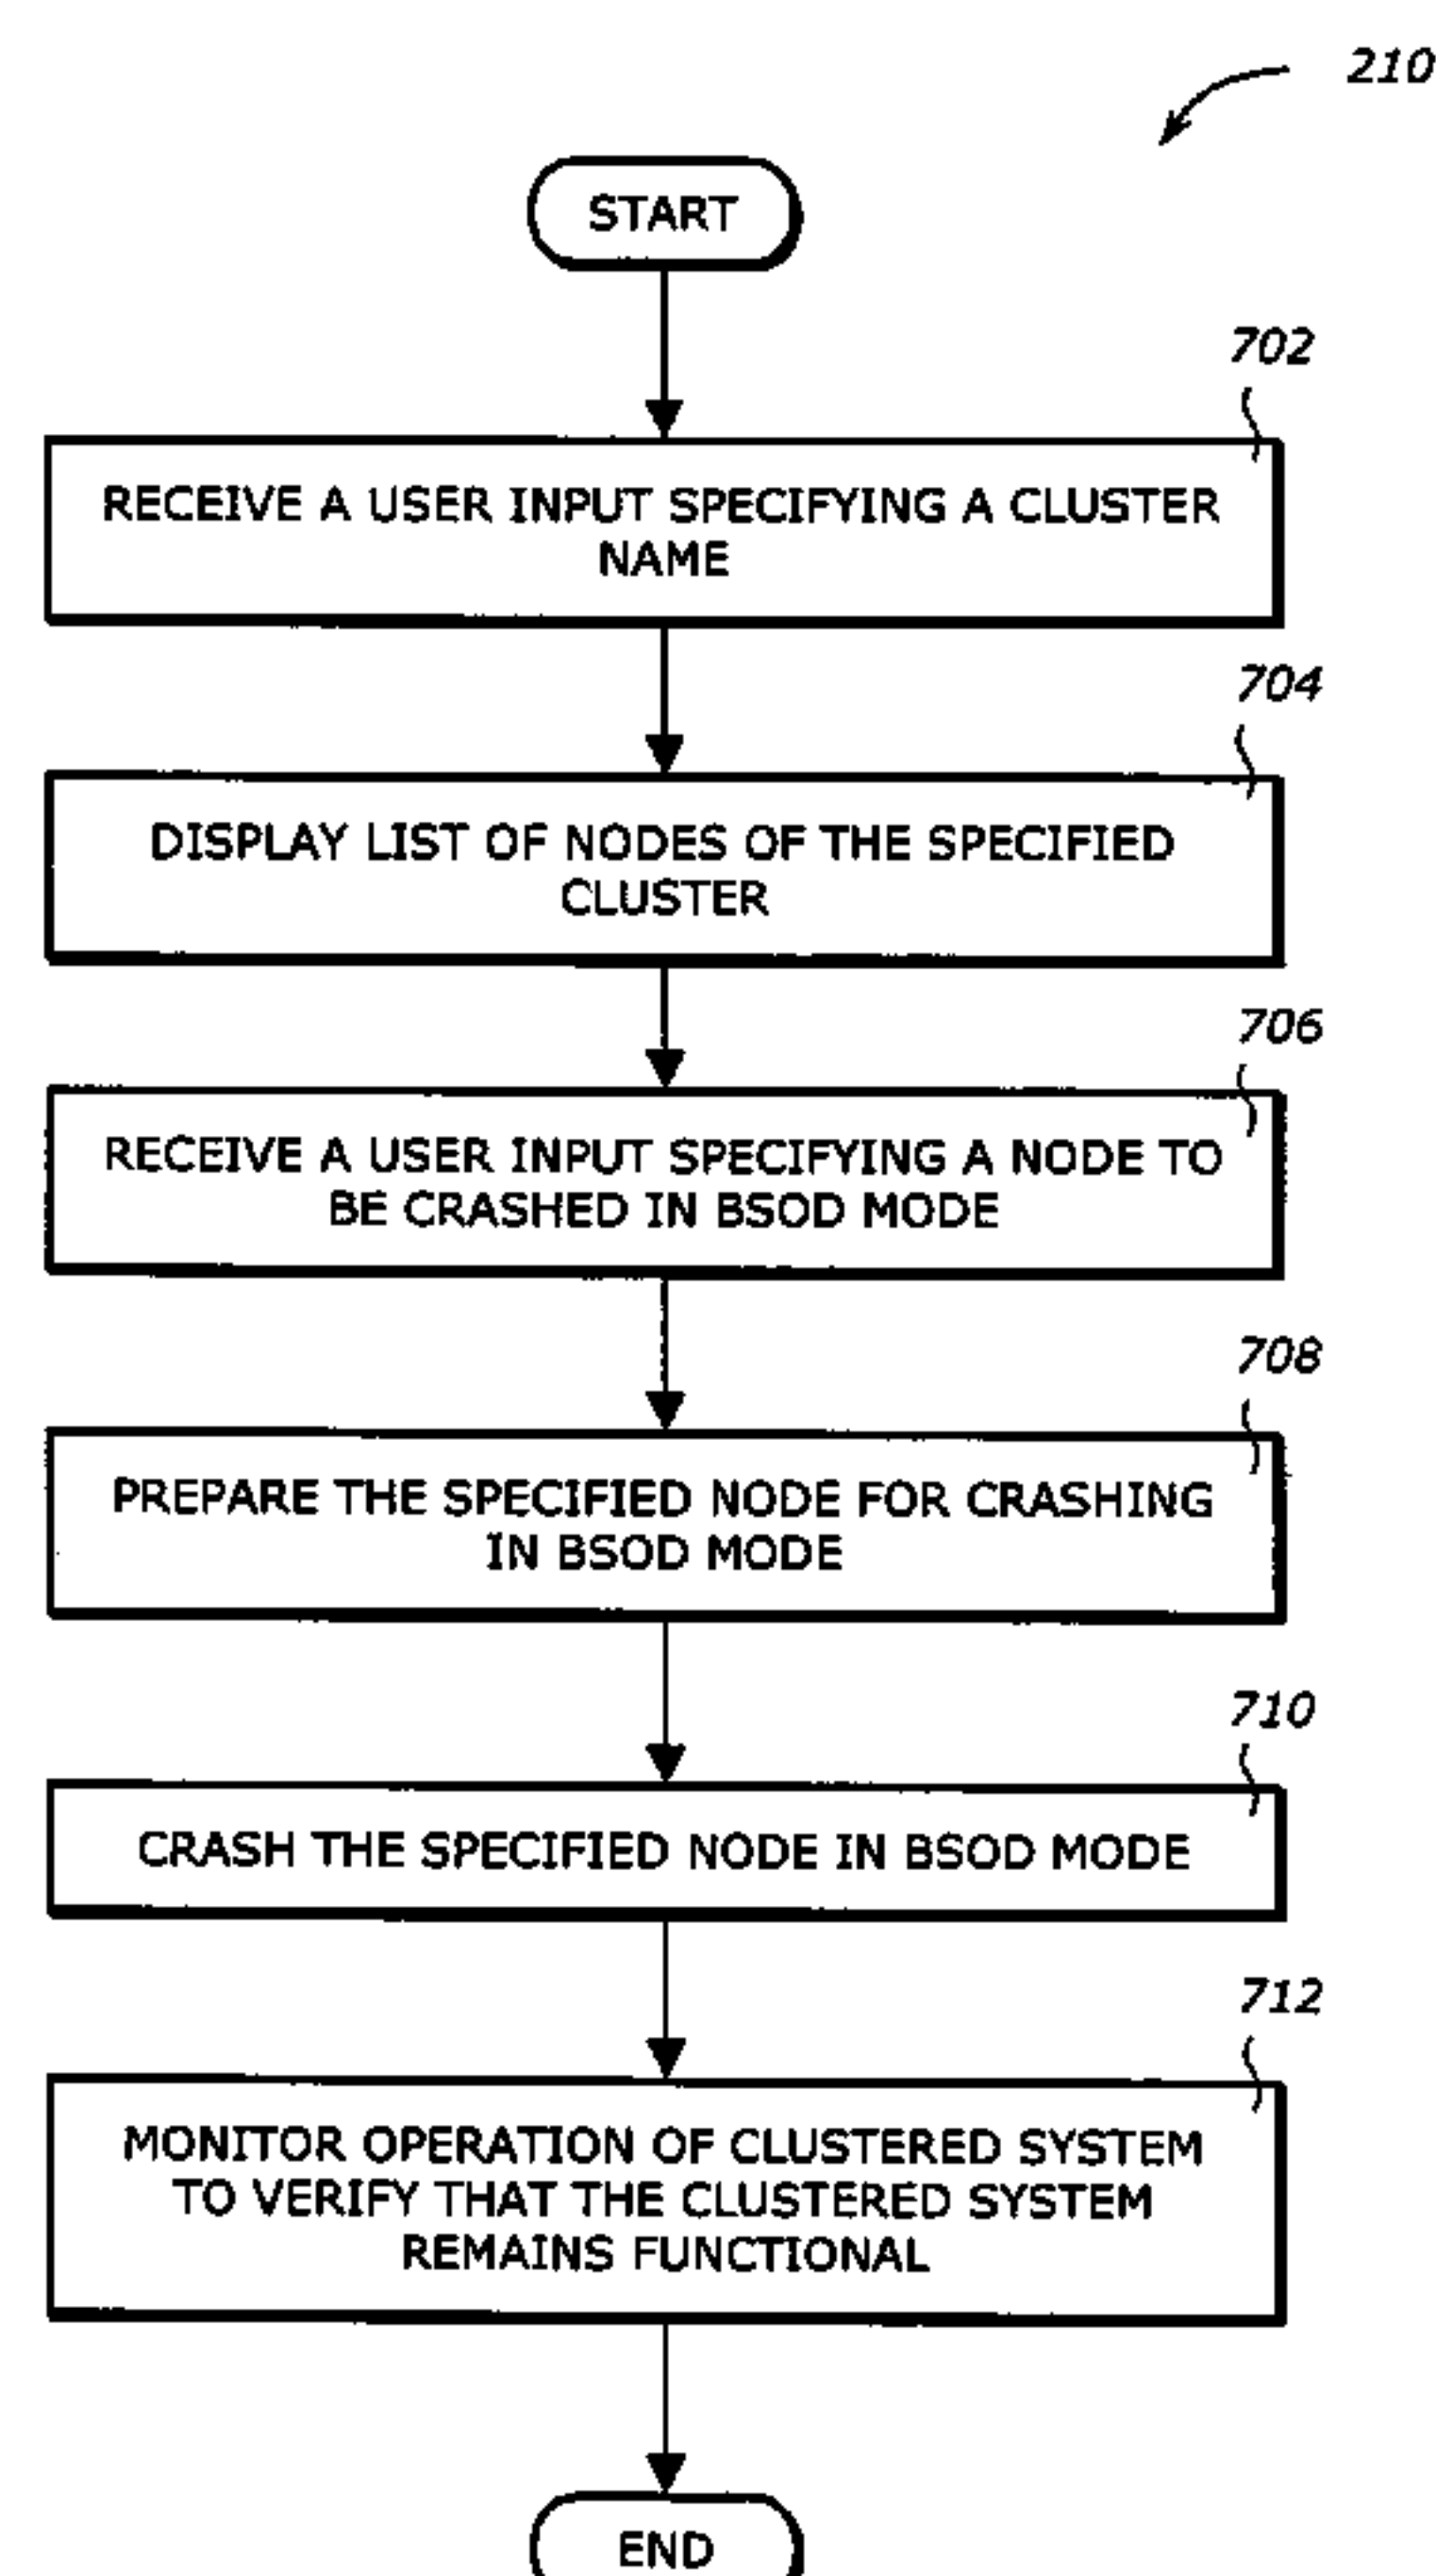 210
START
702
RECEIVE A USER INPUT SPECIFYING A CLUSTER
NAME
704
DISPLAY LIST OF NODES OF THE SPECIFIED
CLUSTER
706
RECEIVE A USER INPUT SPECIFYING A NODE TO
BE CRASHED IN BSOD MODE
708
PREPARE THE SPECIFIED NODE FOR CRASHING
IN BSOD MODE
710
CRASH THE SPECIFIED NODE IN BSOD MODE
712
MONITOR OPERATION OF CLUSTERED SYSTEM
TO VERIFY THAT THE CLUSTERED SYSTEM
REMAINS FUNCTIONAL
END